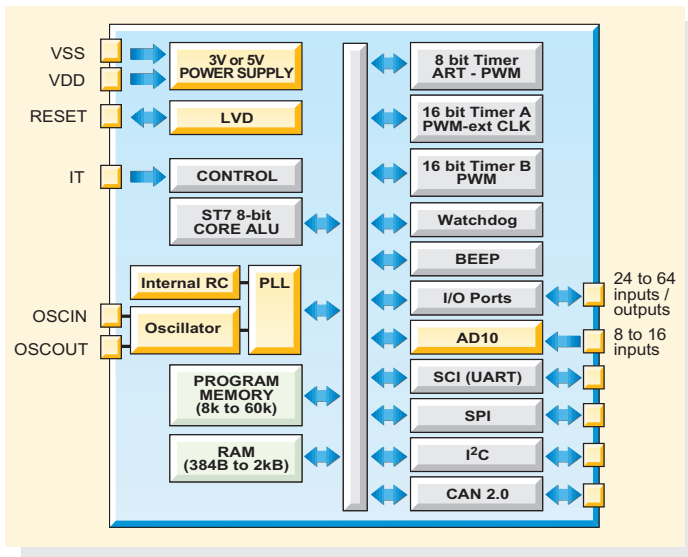 VSS
VDD
RESET
IT
OSCIN
OSCOUT
3V or 5V
POWER SUPPLY
LVD
CONTROL
ST7 8-bit
CORE ALU
Internal RC
PLL
Oscillator
PROGRAM
MEMORY
(8k to 60k)
RAM
(384B to 2kB)
8 bit Timer
ART - PWM
16 bit Timer A
PWM-ext CLK
16 bit Timer B
PWM
Watchdog
BEEP
I/O Ports
AD10
SCI (UART)
SPI
I²C
CAN 2.0
24 to 64
inputs /
outputs
8 to 16
inputs